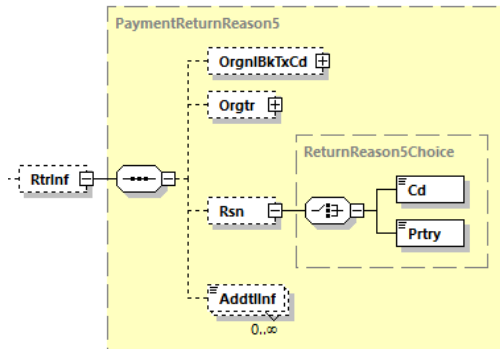 PaymentReturnReason5
OrgnlBkTxCd
Orgtr
ReturnReason5Choice
RtrInf
Rsn
Cd
Prtry
AddtlInf
0..∞